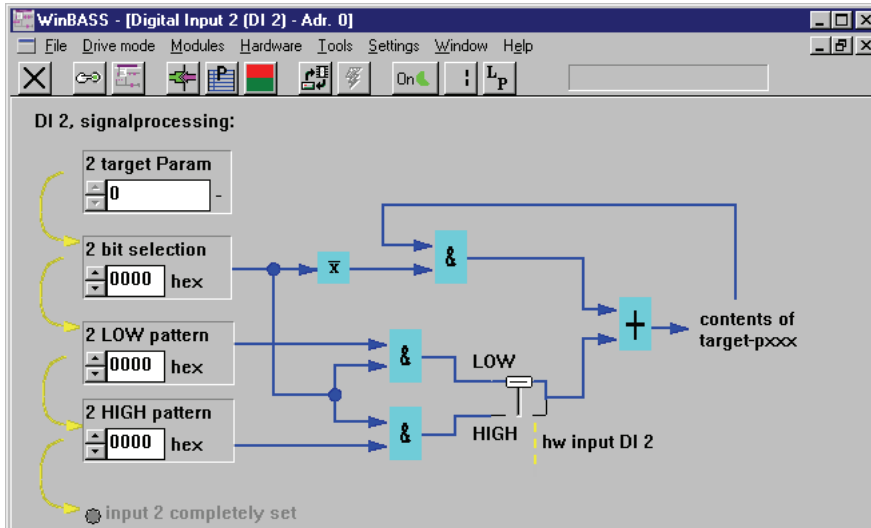 WinBASS - [Digital Input 2 (DI 2) - Adr. 0]
File Drive mode Modules Hardware Tools Settings Window Help
P On LP
DI 2, signalprocessing:
2 target Param
0 -
2 bit selection
0000 hex
x̅
&
2 LOW pattern
0000 hex
&
LOW
+
contents of
target-pxxx
2 HIGH pattern
0000 hex
&
HIGH
hw input DI 2
input 2 completely set